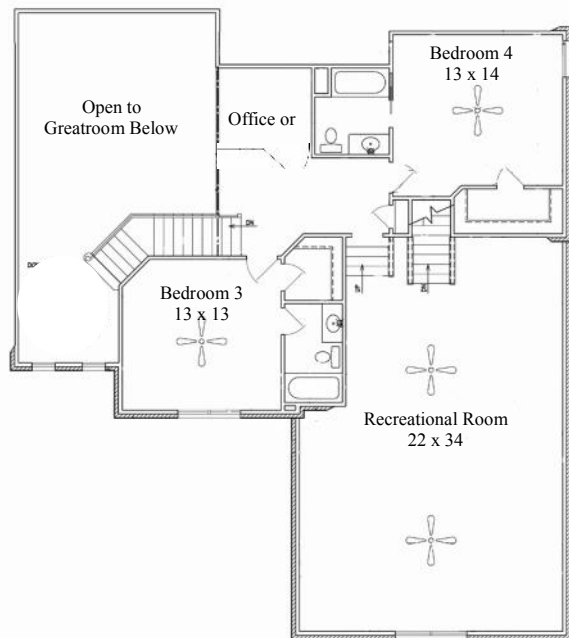 Bedroom 4
13 x 14
Open to
Greatroom Below
Office or
Bedroom 3
13 x 13
Recreational Room
22 x 34